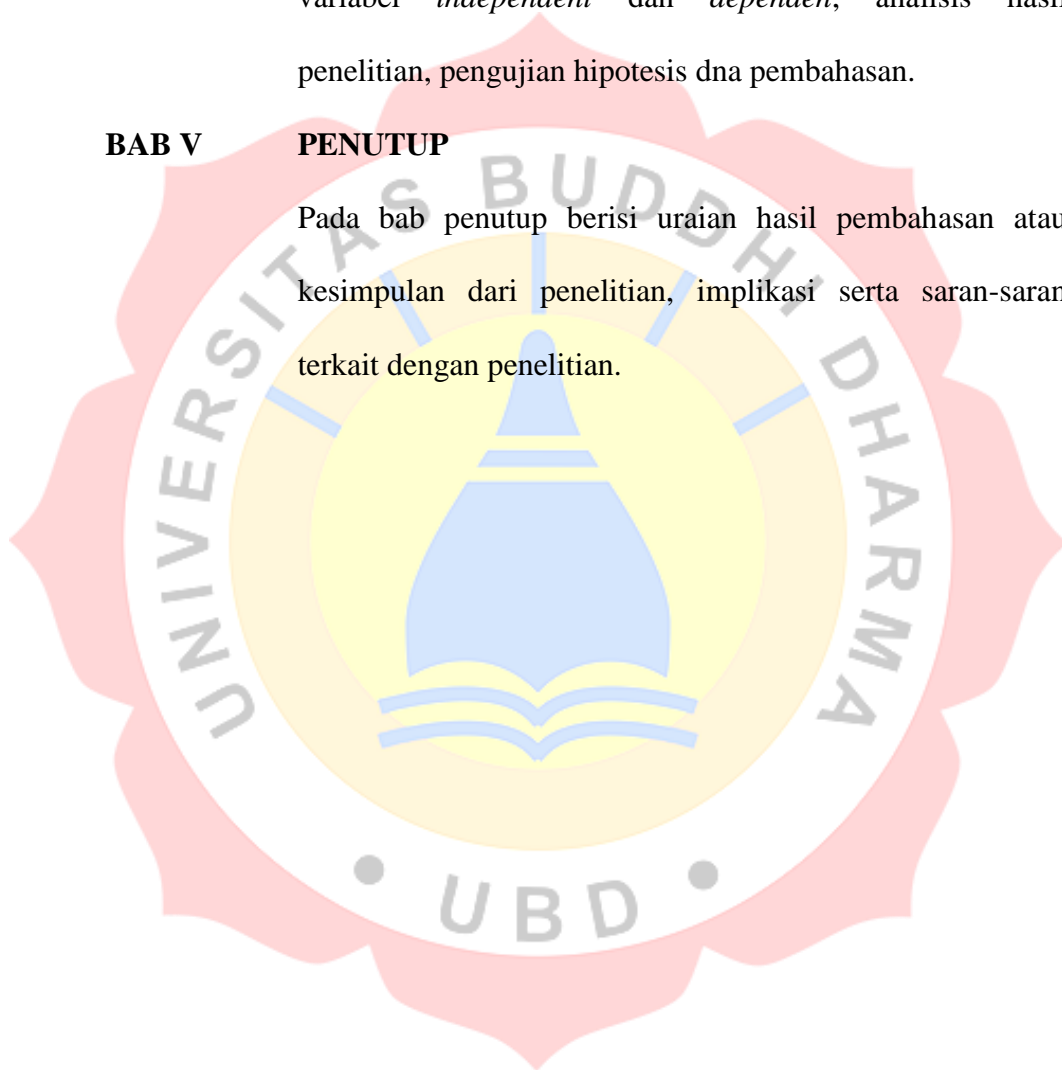 variabel independent dan dependen, analisis hasil
penelitian, pengujian hipotesis dna pembahasan.
BAB V PENUTUP
Pada bab penutup berisi uraian hasil pembahasan atau
kesimpulan dari penelitian, implikasi serta saran-saran
terkait dengan penelitian.
UNIVERSITAS BUDDHI DHARMA
• UBD •